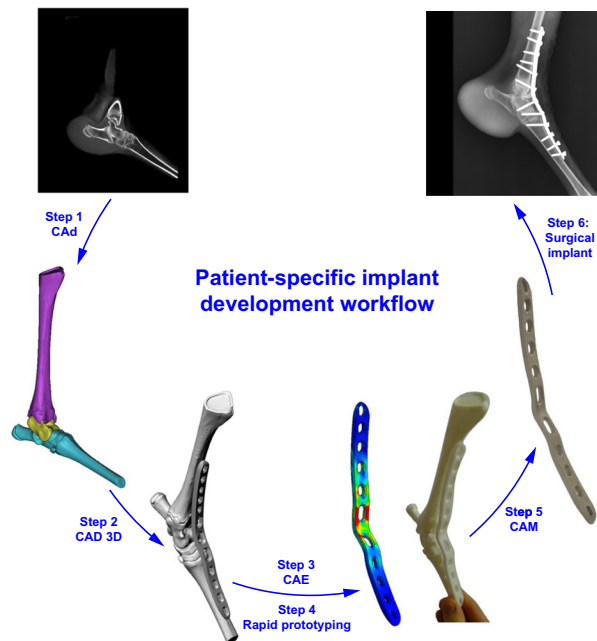 Step 1
CAd
Step 6:
Surgical
implant
Patient-specific implant
development workflow
Step 2
CAD 3D
Step 3
CAE
Step 4
Rapid prototyping
Step 5
CAM